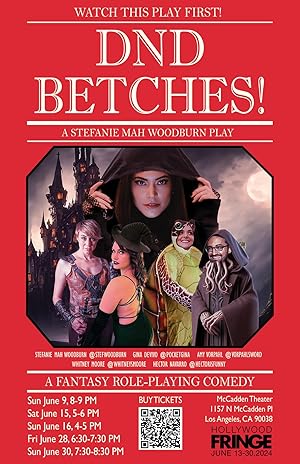 WATCH THIS PLAY FIRST!
DND
BETCHES!
A STEFANIE MAH WOODBURN PLAY
STEFANIE MAH WOODBURN @STEFWOODBURN GINA DEVIVO @POCKETGINA AMY VORPAHL @VORPAHLSWORD
WHITNEY MOORE @WHITNEYSMOORE HECTOR NAVARRO @HECTORISFUNNY
A FANTASY ROLE-PLAYING COMEDY
Sun June 9, 8-9 PM
Sat June 15, 5-6 PM
Sun June 16, 4-5 PM
Fri June 28, 6:30-7:30 PM
Sun June 30, 7:30-8:30 PM
BUY TICKETS
McCadden Theater
1157 N McCadden Pl
Los Angeles, CA 90038
HOLLYWOOD
FRINGE
JUNE 13-30, 2024